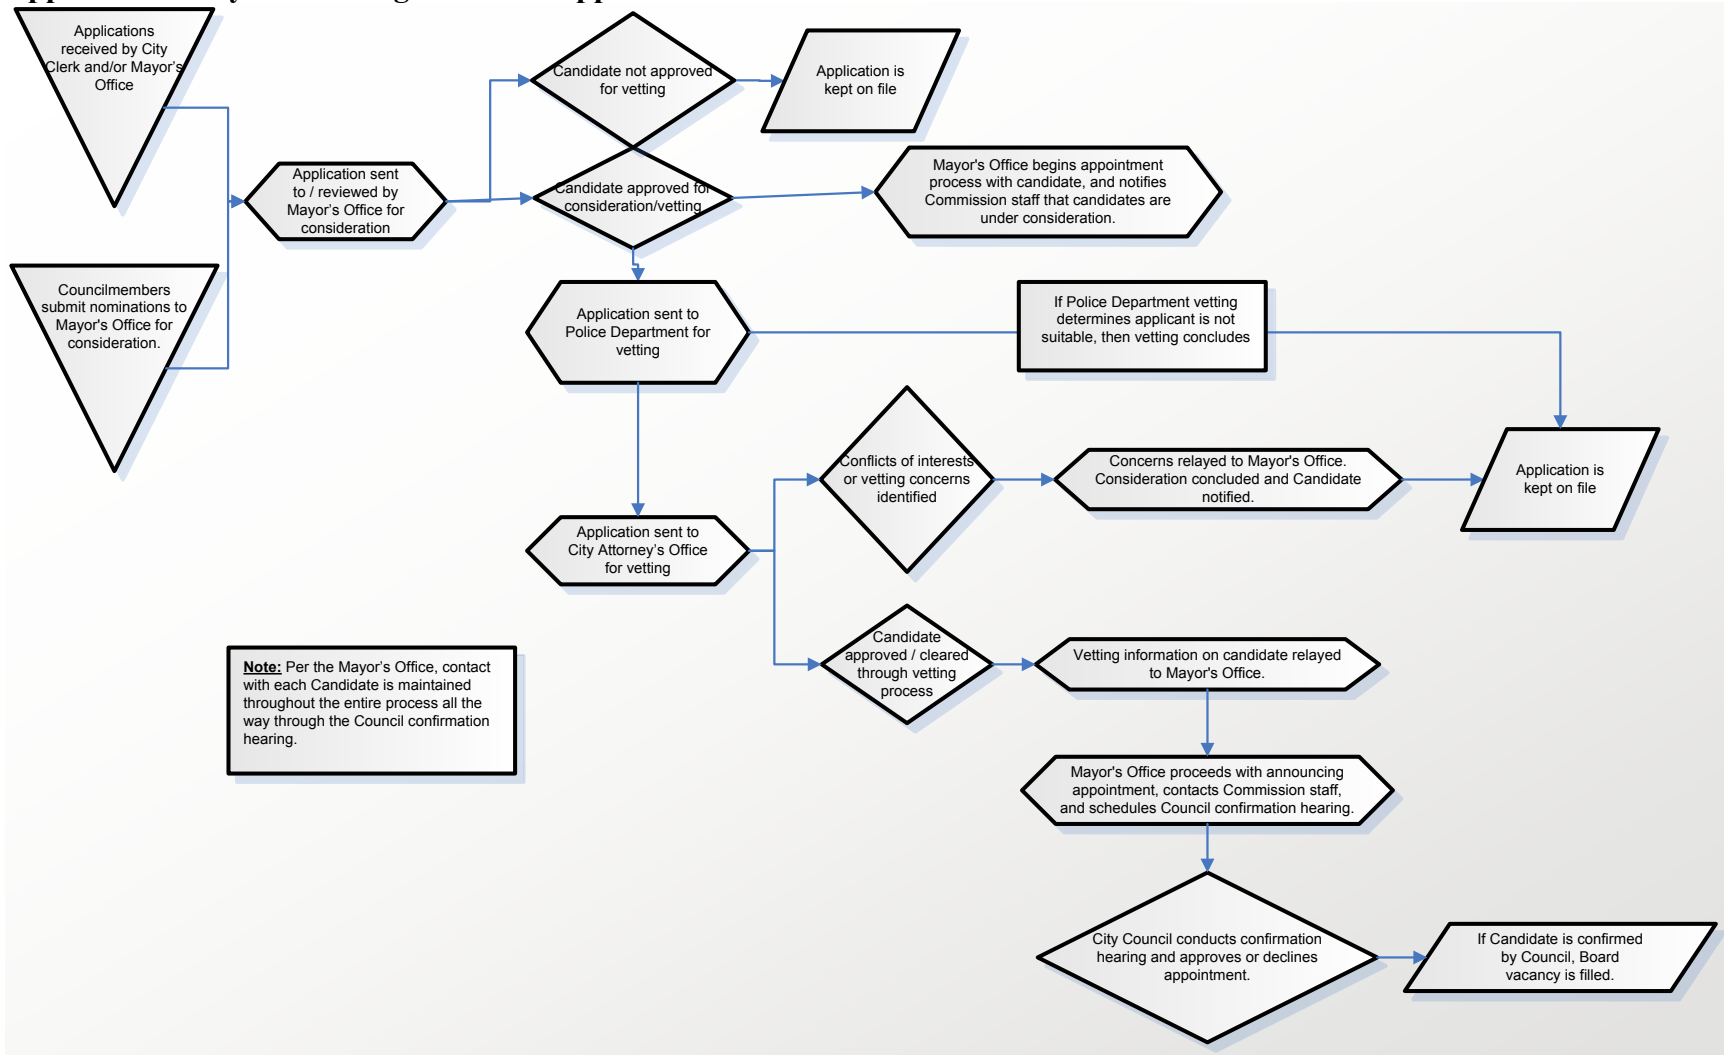 Applications
received by City
Clerk and/or Mayor's
Office
Candidate not approved
for vetting
Application is
kept on file
Application sent
to / reviewed by
Mayor's Office for
consideration
Candidate approved for
consideration/vetting
Mayor's Office begins appointment
process with candidate, and notifies
Commission staff that candidates are
under consideration.
Councilmembers
submit nominations to
Mayor's Office for
consideration.
Application sent to
Police Department for
vetting
If Police Department vetting
determines applicant is not
suitable, then vetting concludes
Conflicts of interests
or vetting concerns
identified
Concerns relayed to Mayor's Office.
Consideration concluded and Candidate
notified.
Application is
kept on file
Application sent to
City Attorney's Office
for vetting
Candidate
approved / cleared
through vetting
process
Vetting information on candidate relayed
to Mayor's Office.
Note: Per the Mayor's Office, contact
with each Candidate is maintained
throughout the entire process all the
way through the Council confirmation
hearing.
Mayor's Office proceeds with announcing
appointment, contacts Commission staff,
and schedules Council confirmation hearing.
City Council conducts confirmation
hearing and approves or declines
appointment.
If Candidate is confirmed
by Council, Board
vacancy is filled.